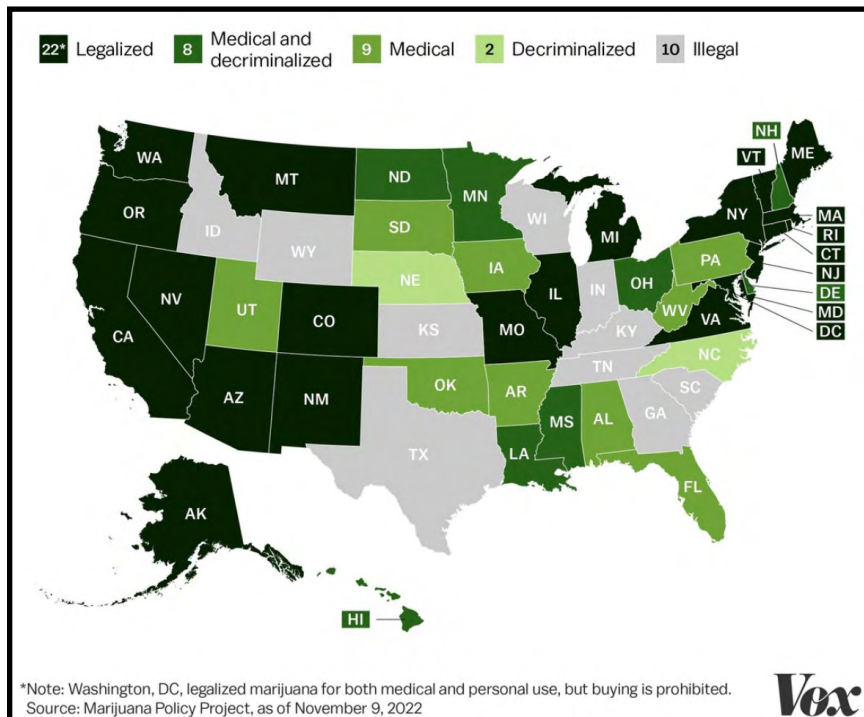 22* Legalized
8 Medical and decriminalized
9 Medical
2 Decriminalized
10 Illegal
NH
VT
ME
WA
MT
ND
MN
OR
ID
WY
SD
WI
MI
NY
MA
RI
CT
NJ
DE
MD
DC
NV
UT
CO
NE
IA
IL
IN
OH
PA
WV
VA
CA
KS
MO
KY
NC
TN
AZ
NM
OK
AR
SC
MS
AL
GA
TX
LA
FL
AK
HI
*Note: Washington, DC, legalized marijuana for both medical and personal use, but buying is prohibited.
Source: Marijuana Policy Project, as of November 9, 2022
Vox